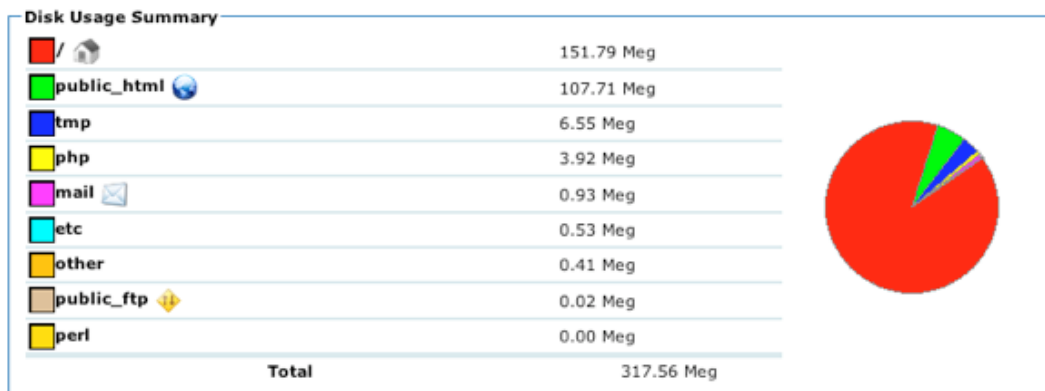 Disk Usage Summary
/ 151.79 Meg
public_html 107.71 Meg
tmp 6.55 Meg
php 3.92 Meg
mail 0.93 Meg
etc 0.53 Meg
other 0.41 Meg
public_ftp 0.02 Meg
perl 0.00 Meg
Total 317.56 Meg